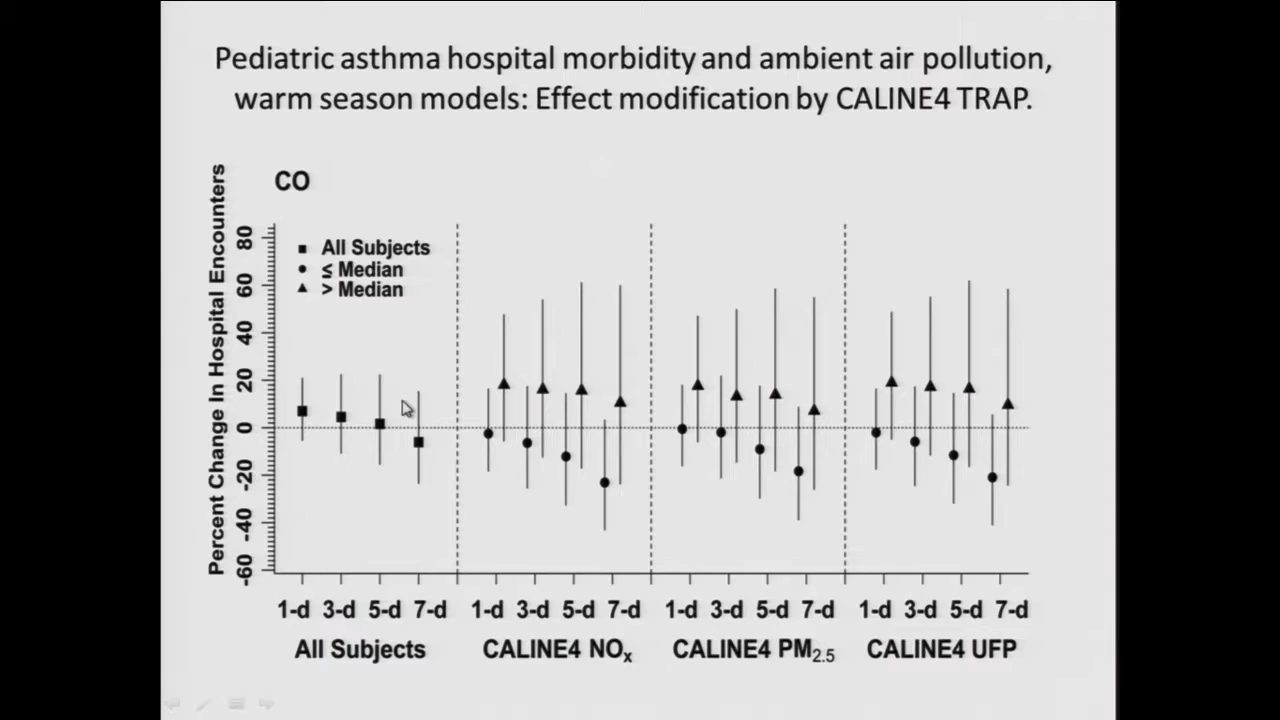 Pediatric asthma hospital morbidity and ambient air pollution,
warm season models: Effect modification by CALINE4 TRAP.
CO
Percent Change In Hospital Encounters
80
60
40
20
0
-20
-40
-60
All Subjects
≤ Median
> Median
1-d 3-d 5-d 7-d 1-d 3-d 5-d 7-d 1-d 3-d 5-d 7-d 1-d 3-d 5-d 7-d
All Subjects CALINE4 NOx CALINE4 PM2.5 CALINE4 UFP